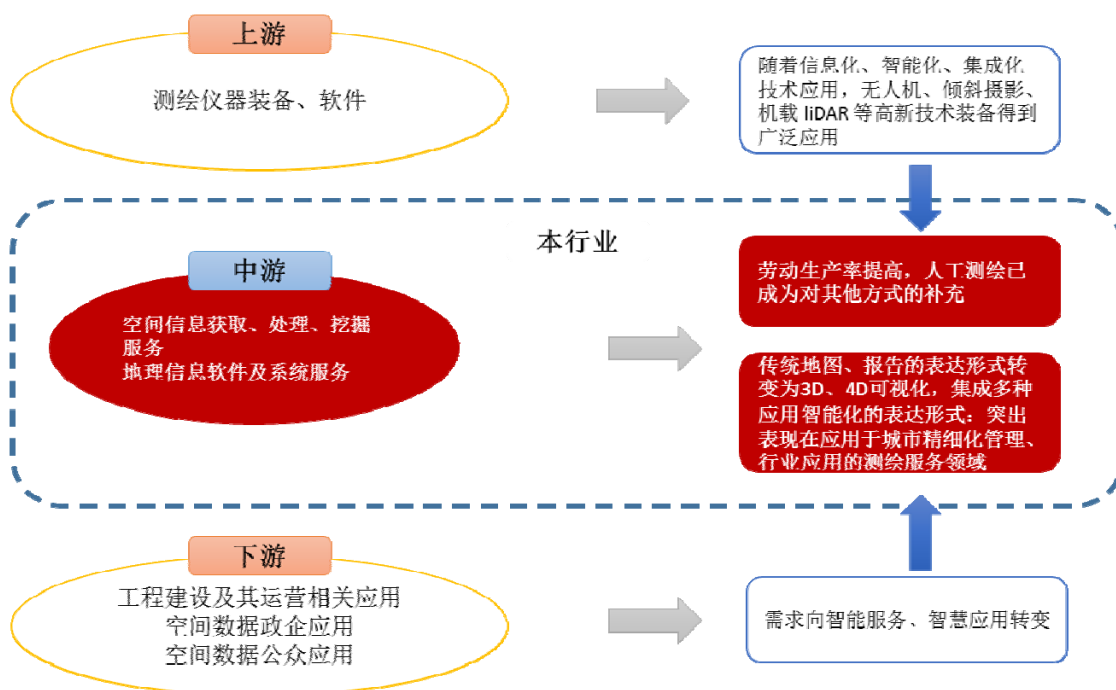 上游
测绘仪器装备、软件
随着信息化、智能化、集成化
技术应用，无人机、倾斜摄影、
机载 liDAR 等高新技术装备得到
广泛应用
本行业
中游
空间信息获取、处理、挖掘
服务
地理信息软件及系统服务
劳动生产率提高，人工测绘已
成为对其他方式的补充
传统地图、报告的表达形式转
变为3D、4D可视化，集成多种
应用智能化的表达形式：突出
表现在应用于城市精细化管理、
行业应用的测绘服务领域
下游
工程建设及其运营相关应用
空间数据政企应用
空间数据公众应用
需求向智能服务、智慧应用转变